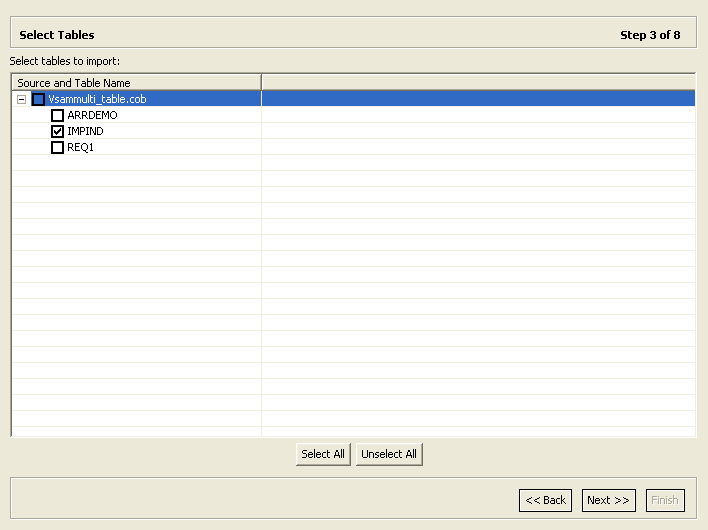 Select Tables
Step 3 of 8
Select tables to import:
Source and Table Name
Vsammulti_table.cob
ARRDEMO
IMPIND
REQ1
Select All
Unselect All
<< Back
Next >>
Finish